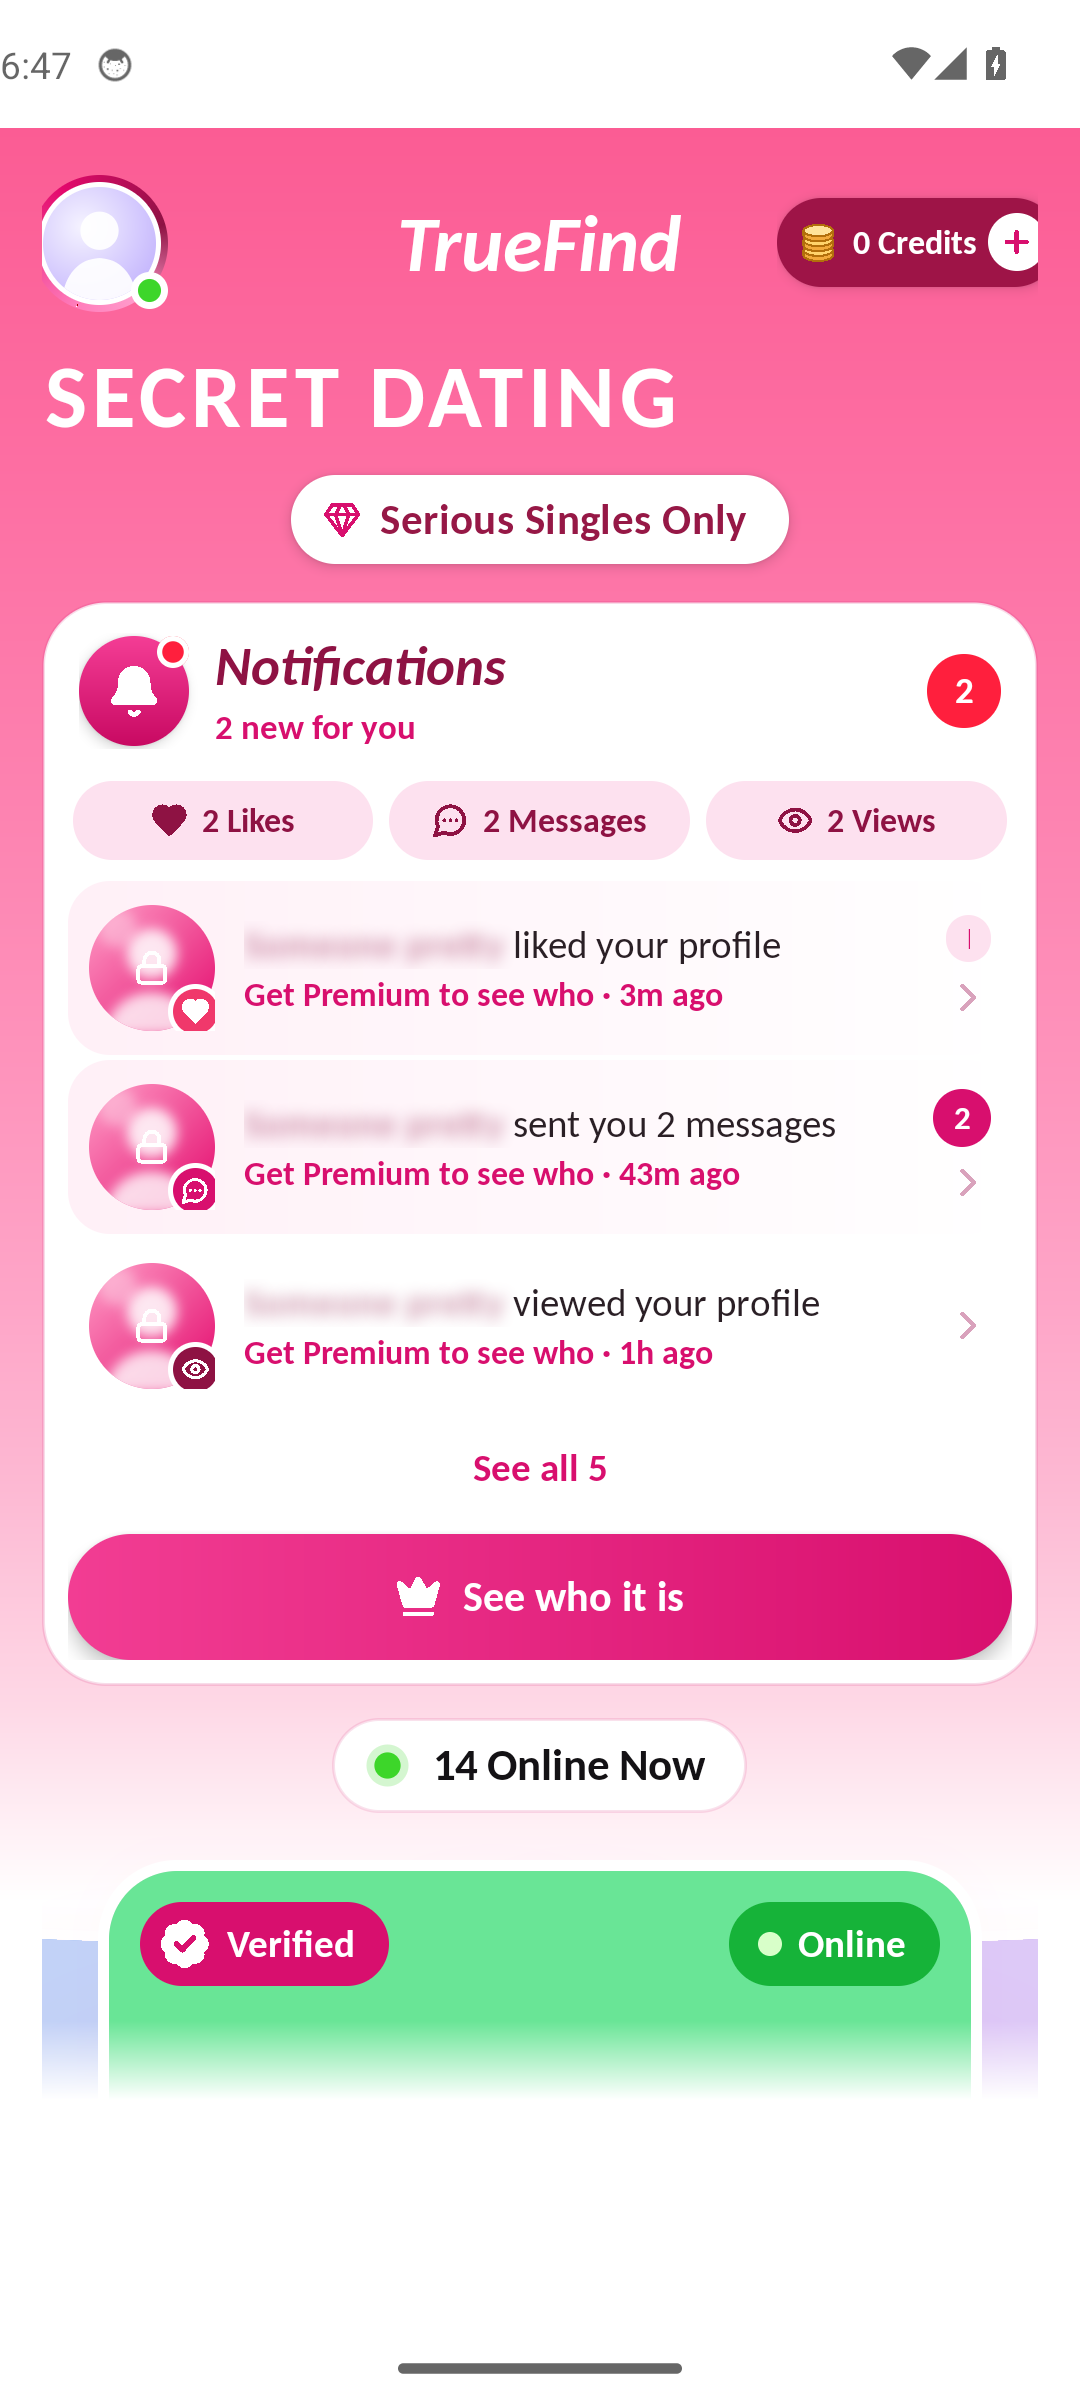 6:47
TrueFind
0 Credits
SECRET DATING
Serious Singles Only
Notifications
2 new for you
2
2 Likes
2 Messages
2 Views
liked your profile
Get Premium to see who · 3m ago
sent you 2 messages
2
Get Premium to see who · 43m ago
viewed your profile
Get Premium to see who · 1h ago
See all 5
See who it is
14 Online Now
Verified
Online